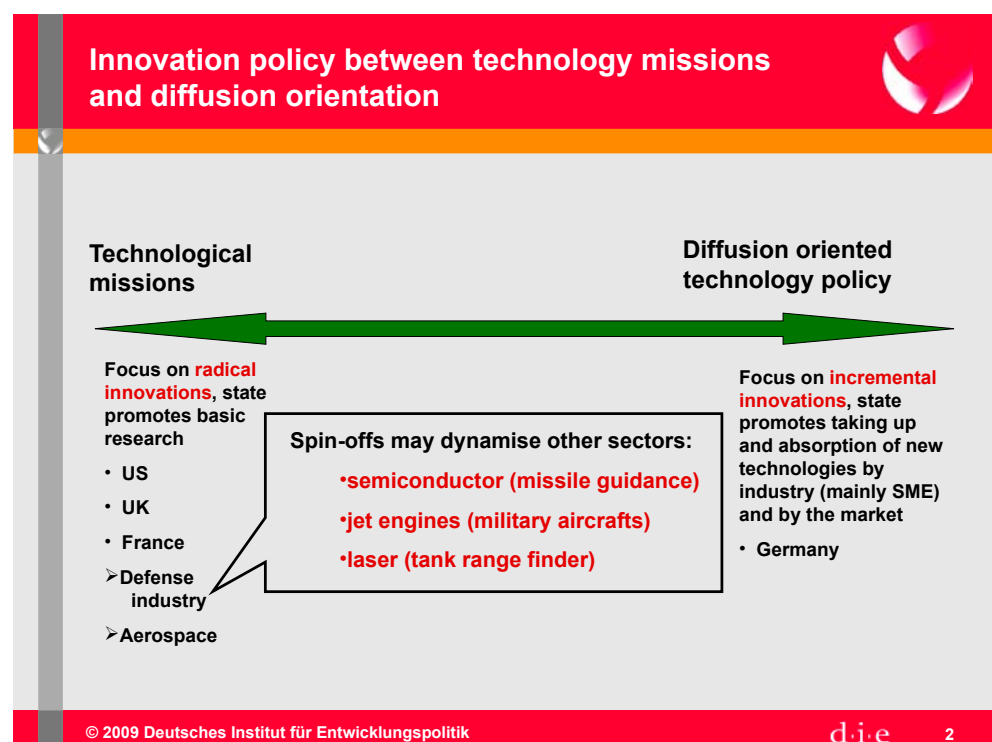 Innovation policy between technology missions
and diffusion orientation
Technological
missions
Diffusion oriented
technology policy
Focus on radical
innovations, state
promotes basic
research
• US
• UK
• France
➢Defense
industry
➢Aerospace
Spin-offs may dynamise other sectors:
•semiconductor (missile guidance)
•jet engines (military aircrafts)
•laser (tank range finder)
Focus on incremental
innovations, state
promotes taking up
and absorption of new
technologies by
industry (mainly SME)
and by the market
• Germany
© 2009 Deutsches Institut für Entwicklungspolitik
d·i·e
2